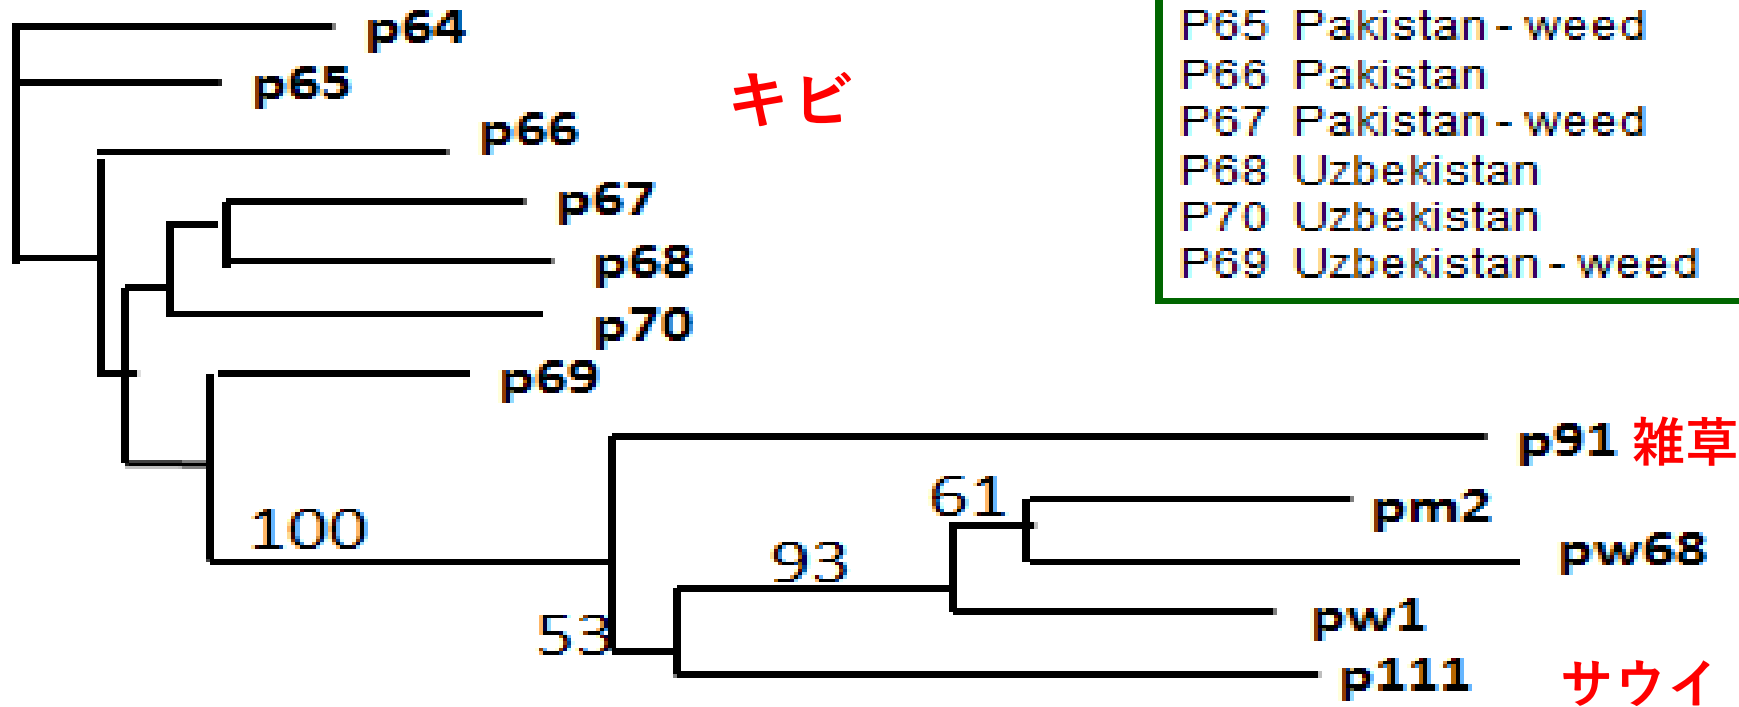 p64
p65
キビ
p66
p67
p68
p70
p69
p91 雑草
61
pm2
100
93
pw68
53
pw1
p111 サウイ
P65 Pakistan - weed
P66 Pakistan
P67 Pakistan - weed
P68 Uzbekistan
P70 Uzbekistan
P69 Uzbekistan - weed